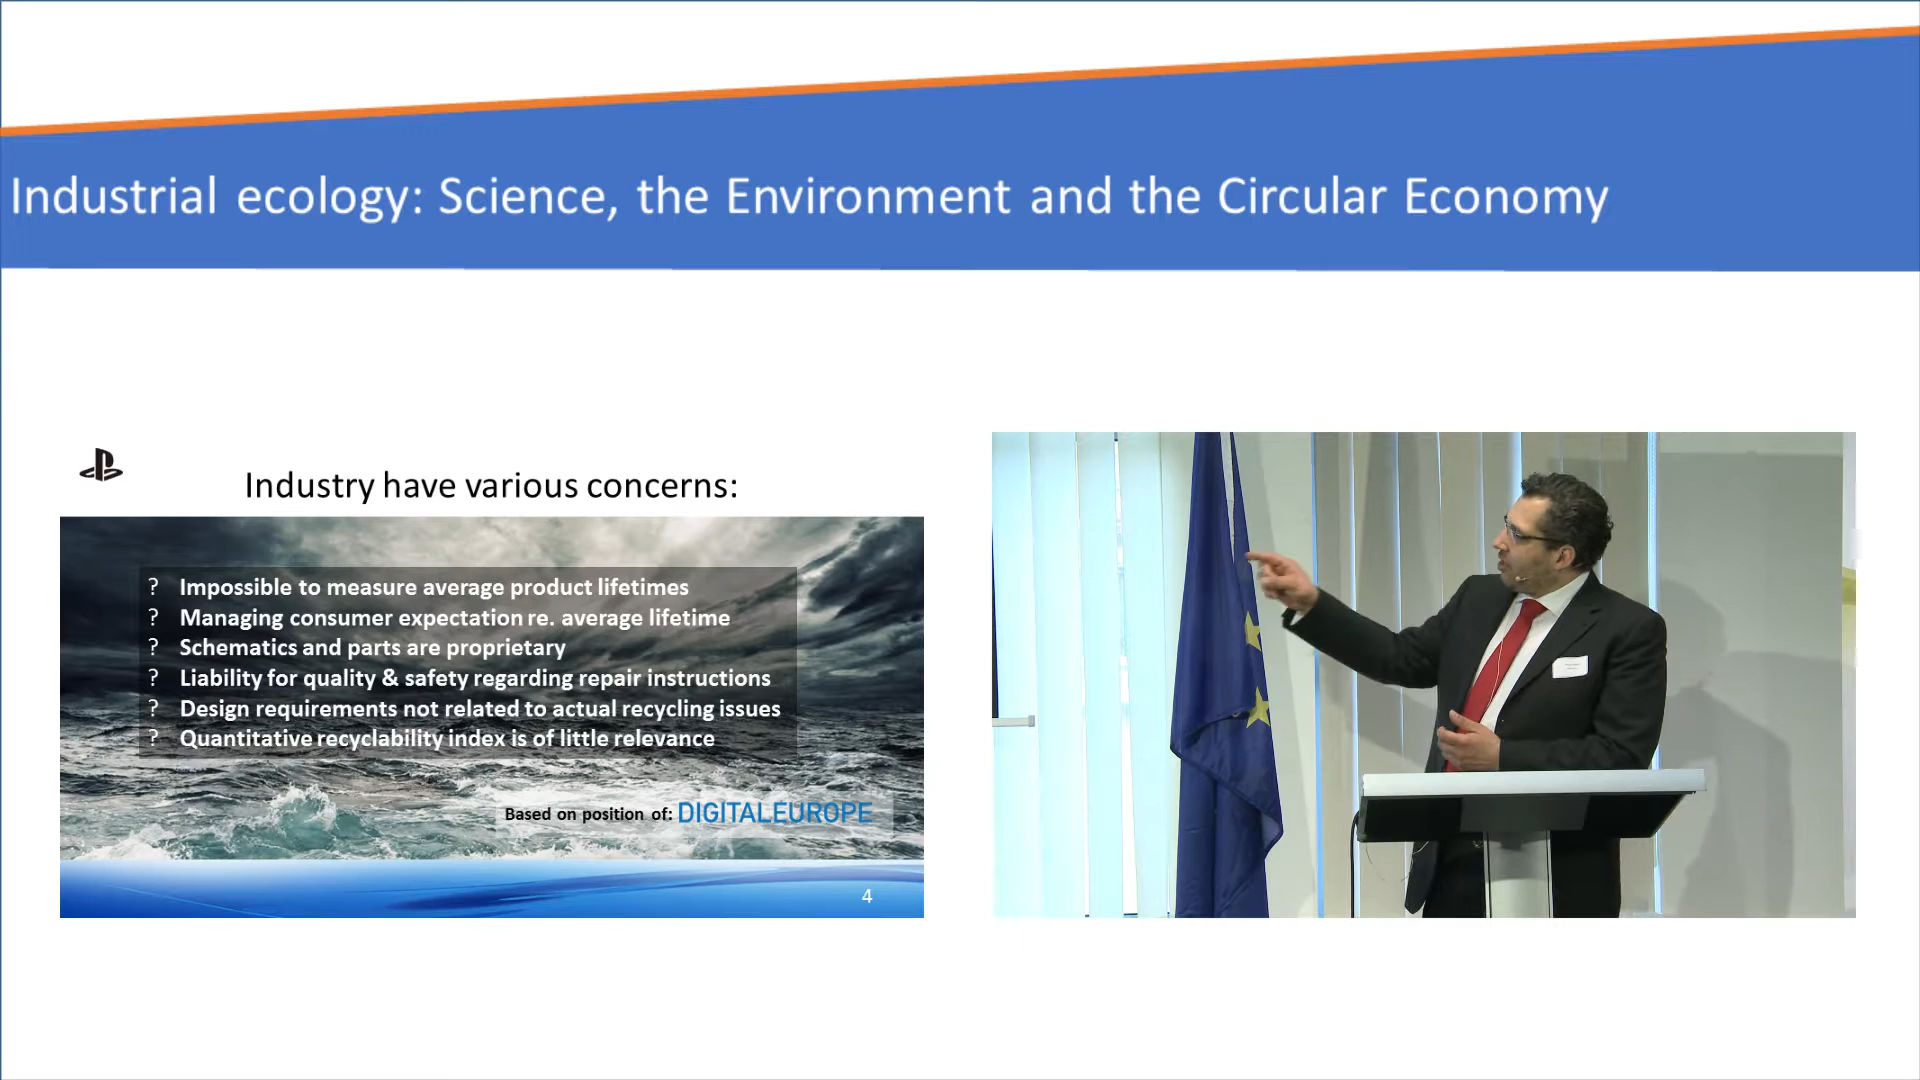 Industrial ecology: Science, the Environment and the Circular Economy
Industry have various concerns:
? Impossible to measure average product lifetimes
? Managing consumer expectation re. average lifetime
? Schematics and parts are proprietary
? Liability for quality & safety regarding repair instructions
? Design requirements not related to actual recycling issues
? Quantitative recyclability index is of little relevance
Based on position of: DIGITALEUROPE
4